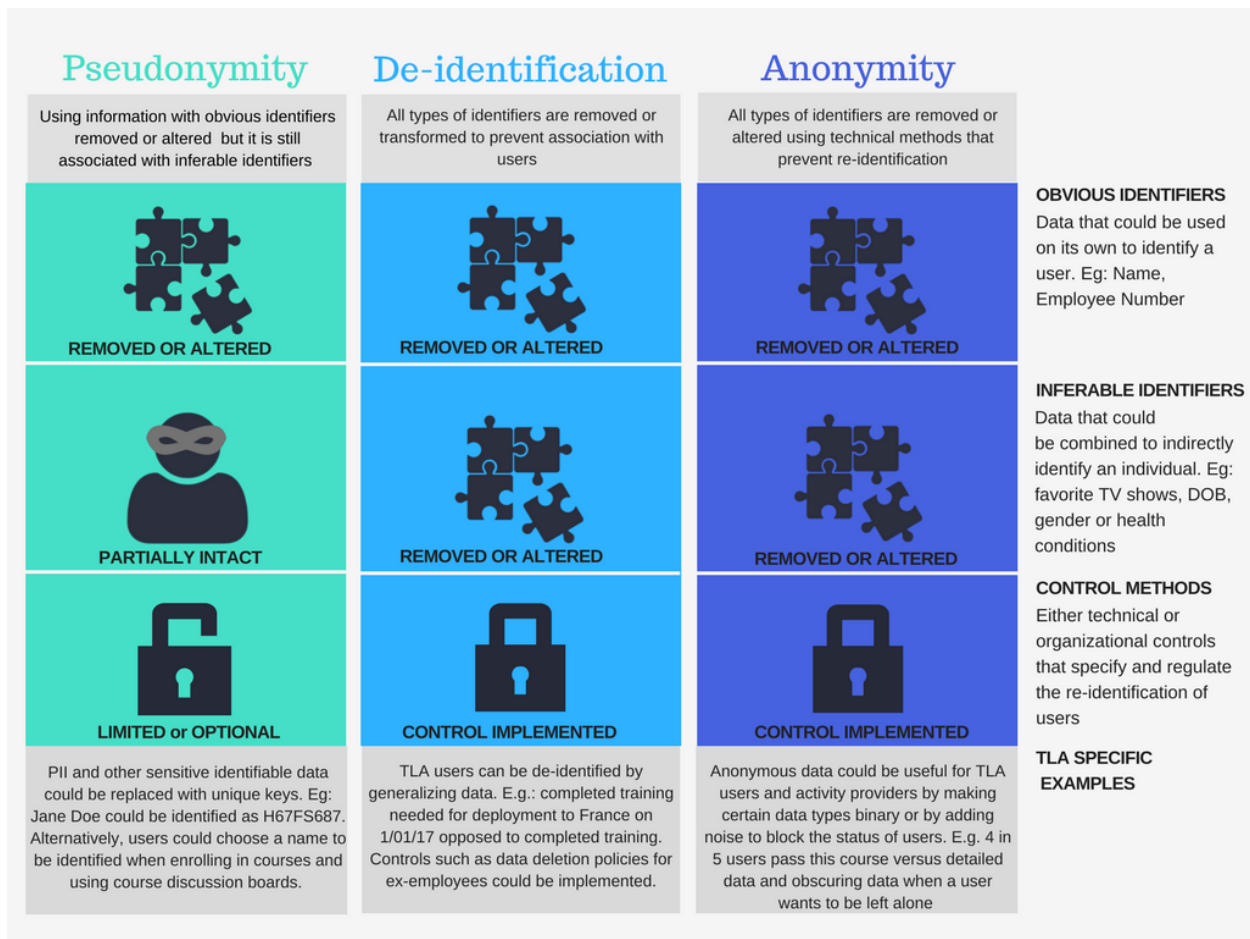 Pseudonymity
Using information with obvious identifiers
removed or altered but it is still
associated with inferable identifiers
REMOVED OR ALTERED
PARTIALLY INTACT
LIMITED or OPTIONAL
PII and other sensitive identifiable data
could be replaced with unique keys. Eg:
Jane Doe could be identified as H67FS687.
Alternatively, users could choose a name to
be identified when enrolling in courses and
using course discussion boards.
De-identification
All types of identifiers are removed or
transformed to prevent association with
users
REMOVED OR ALTERED
REMOVED OR ALTERED
CONTROL IMPLEMENTED
TLA users can be de-identified by
generalizing data. E.g.: completed training
needed for deployment to France on
1/01/17 opposed to completed training.
Controls such as data deletion policies for
ex-employees could be implemented.
Anonymity
All types of identifiers are removed or
altered using technical methods that
prevent re-identification
REMOVED OR ALTERED
REMOVED OR ALTERED
CONTROL IMPLEMENTED
Anonymous data could be useful for TLA
users and activity providers by making
certain data types binary or by adding
noise to block the status of users. E.g. 4 in
5 users pass this course versus detailed
data and obscuring data when a user
wants to be left alone
OBVIOUS IDENTIFIERS
Data that could be used
on its own to identify a
user. Eg: Name,
Employee Number
INFERABLE IDENTIFIERS
Data that could
be combined to indirectly
identify an individual. Eg:
favorite TV shows, DOB,
gender or health
conditions
CONTROL METHODS
Either technical or
organizational controls
that specify and regulate
the re-identification of
users
TLA SPECIFIC
EXAMPLES